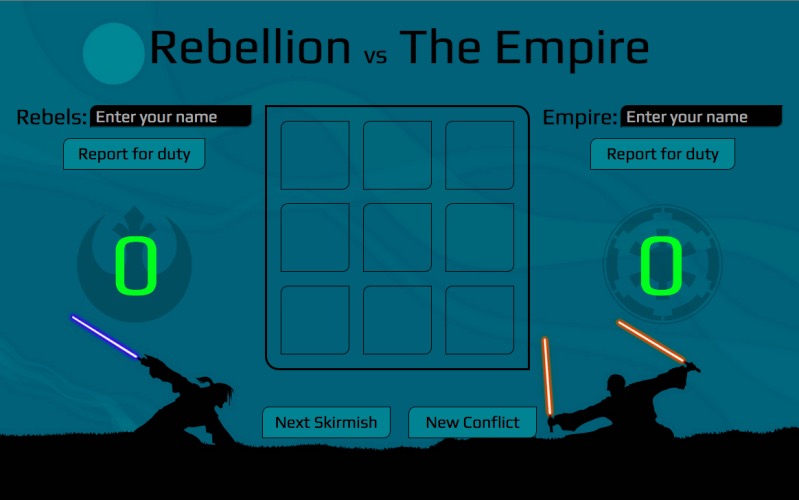 Rebellion vs The Empire
Rebels: Enter your name
Report for duty
0
Empire: Enter your name
Report for duty
0
Next Skirmish
New Conflict